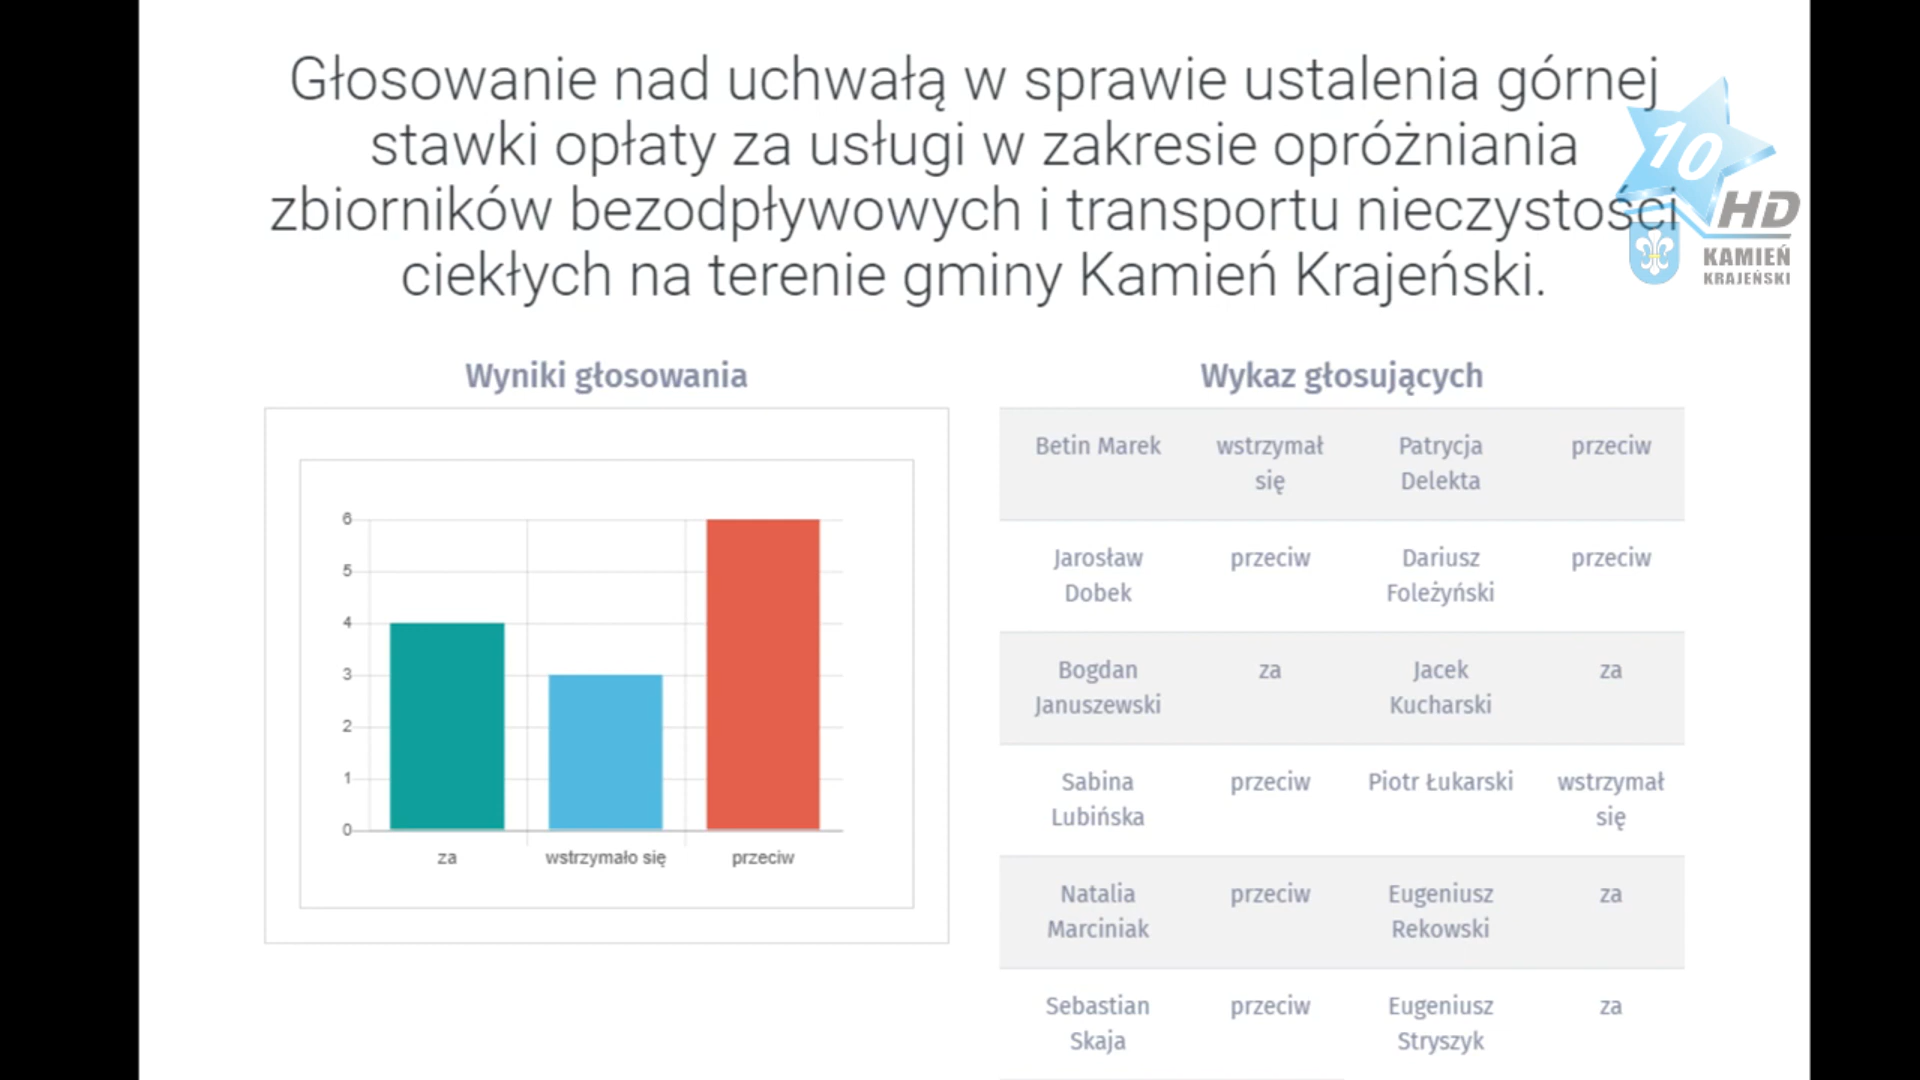 Głosowanie nad uchwałą w sprawie ustalenia górnej
stawki opłaty za usługi w zakresie opróżniania
zbiorników bezodpływowych i transportu nieczystości
ciekłych na terenie gminy Kamień Krajeński.
10
HD
KAMIEŃ
KRAJEŃSKI
Wyniki głosowania
6
5
4
3
2
1
0
za wstrzymało się przeciw
Wykaz głosujących
Betin Marek wstrzymał się Patrycja Delekta przeciw
Jarosław Dobek przeciw Dariusz Foleżyński przeciw
Bogdan Januszewski za Jacek Kucharski za
Sabina Lubińska przeciw Piotr Łukarski wstrzymał się
Natalia Marciniak przeciw Eugeniusz Rekowski za
Sebastian Skaja przeciw Eugeniusz Stryszyk za